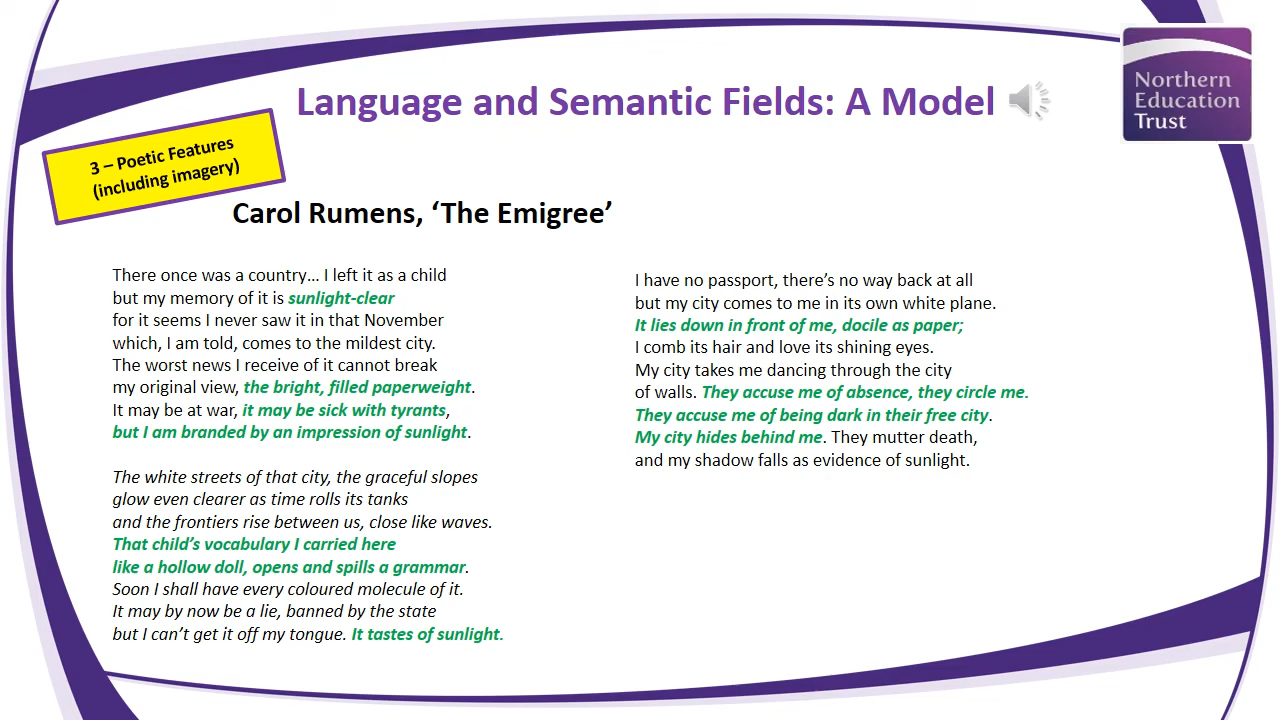 Language and Semantic Fields: A Model
Northern
Education
Trust
3 – Poetic Features
(including imagery)
Carol Rumens, ‘The Emigree’
There once was a country… I left it as a child
but my memory of it is sunlight-clear
for it seems I never saw it in that November
which, I am told, comes to the mildest city.
The worst news I receive of it cannot break
my original view, the bright, filled paperweight.
It may be at war, it may be sick with tyrants,
but I am branded by an impression of sunlight.
The white streets of that city, the graceful slopes
glow even clearer as time rolls its tanks
and the frontiers rise between us, close like waves.
That child’s vocabulary I carried here
like a hollow doll, opens and spills a grammar.
Soon I shall have every coloured molecule of it.
It may by now be a lie, banned by the state
but I can’t get it off my tongue. It tastes of sunlight.
I have no passport, there’s no way back at all
but my city comes to me in its own white plane.
It lies down in front of me, docile as paper;
I comb its hair and love its shining eyes.
My city takes me dancing through the city
of walls. They accuse me of absence, they circle me.
They accuse me of being dark in their free city.
My city hides behind me. They mutter death,
and my shadow falls as evidence of sunlight.